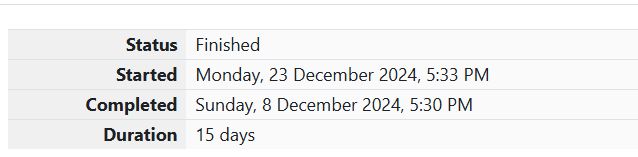 Status Finished
Started Monday, 23 December 2024, 5:33 PM
Completed Sunday, 8 December 2024, 5:30 PM
Duration 15 days